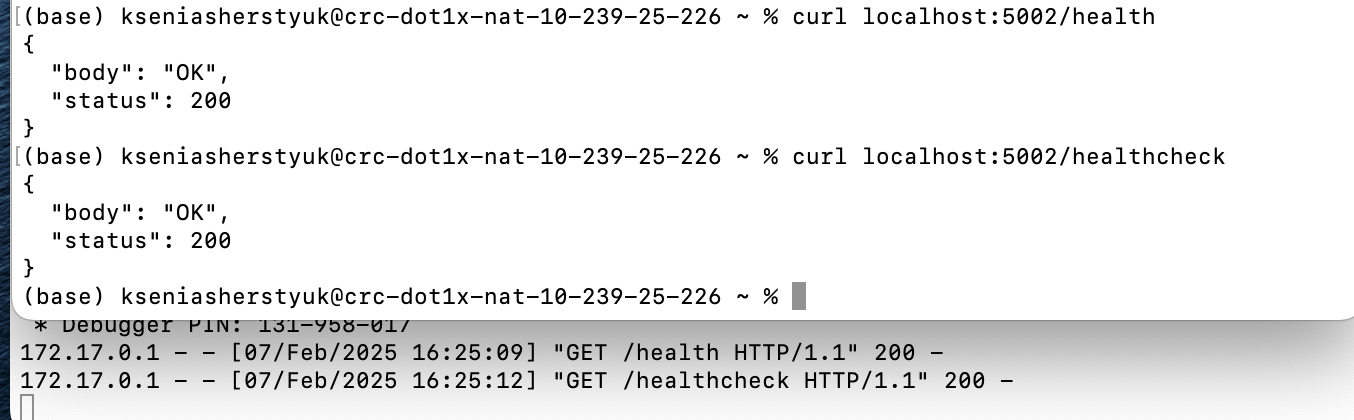 (base) kseniasherstyuk@crc-dot1x-nat-10-239-25-226 ~ % curl localhost:5002/health
{
  "body": "OK",
  "status": 200
}
(base) kseniasherstyuk@crc-dot1x-nat-10-239-25-226 ~ % curl localhost:5002/healthcheck
{
  "body": "OK",
  "status": 200
}
(base) kseniasherstyuk@crc-dot1x-nat-10-239-25-226 ~ %
* Debugger PIN: 131-958-017
172.17.0.1 - - [07/Feb/2025 16:25:09] "GET /health HTTP/1.1" 200 -
172.17.0.1 - - [07/Feb/2025 16:25:12] "GET /healthcheck HTTP/1.1" 200 -